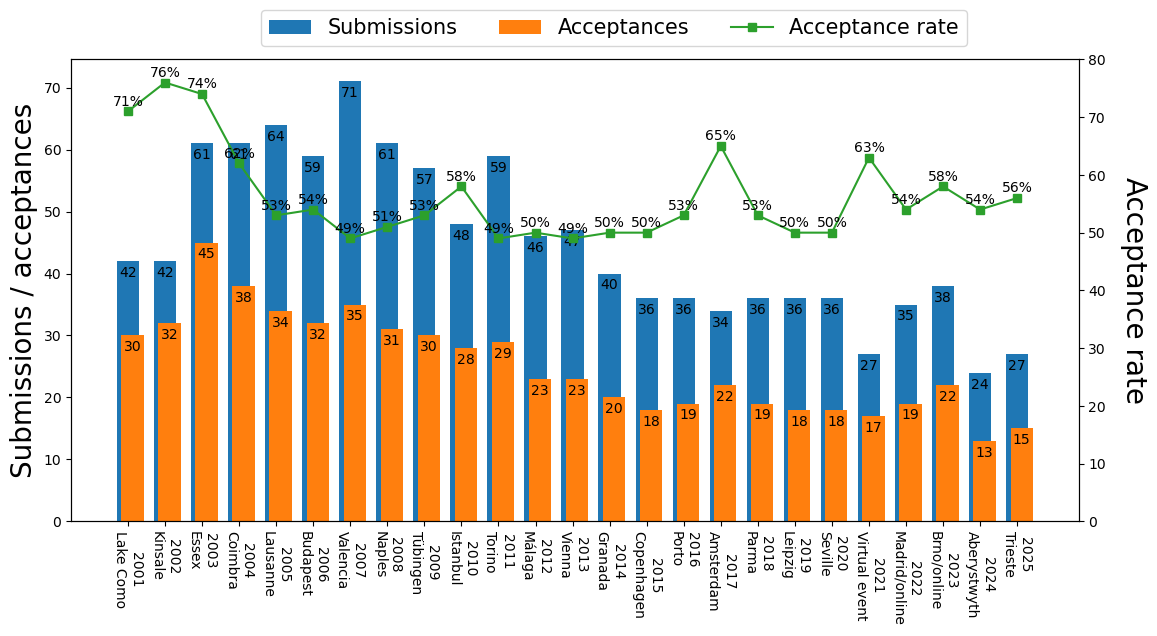 Submissions Acceptances Acceptance rate
Submissions / acceptances
Acceptance rate
70
60
50
40
30
20
10
0
80
70
60
50
40
30
20
10
0
71% 76% 74% 62% 53% 54% 49% 51% 53% 58% 49% 50% 49% 50% 50% 53% 65% 53% 50% 50% 63% 54% 58% 54% 56%
42 42 61 61 64 59 71 61 57 48 59 46 47 40 36 36 34 36 36 36 27 35 38 24 27
30 32 45 38 34 32 35 31 30 28 29 23 23 20 18 19 22 19 18 18 17 19 22 13 15
2001
Lake Como
2002
Kinsale
2003
Essex
2004
Coimbra
2005
Lausanne
2006
Budapest
2007
Valencia
2008
Naples
2009
Tübingen
2010
Istanbul
2011
Torino
2012
Málaga
2013
Vienna
2014
Granada
2015
Copenhagen
2016
Porto
2017
Amsterdam
2018
Parma
2019
Leipzig
2020
Seville
2021
Virtual event
2022
Madrid/online
2023
Brno/online
2024
Aberystwyth
2025
Trieste